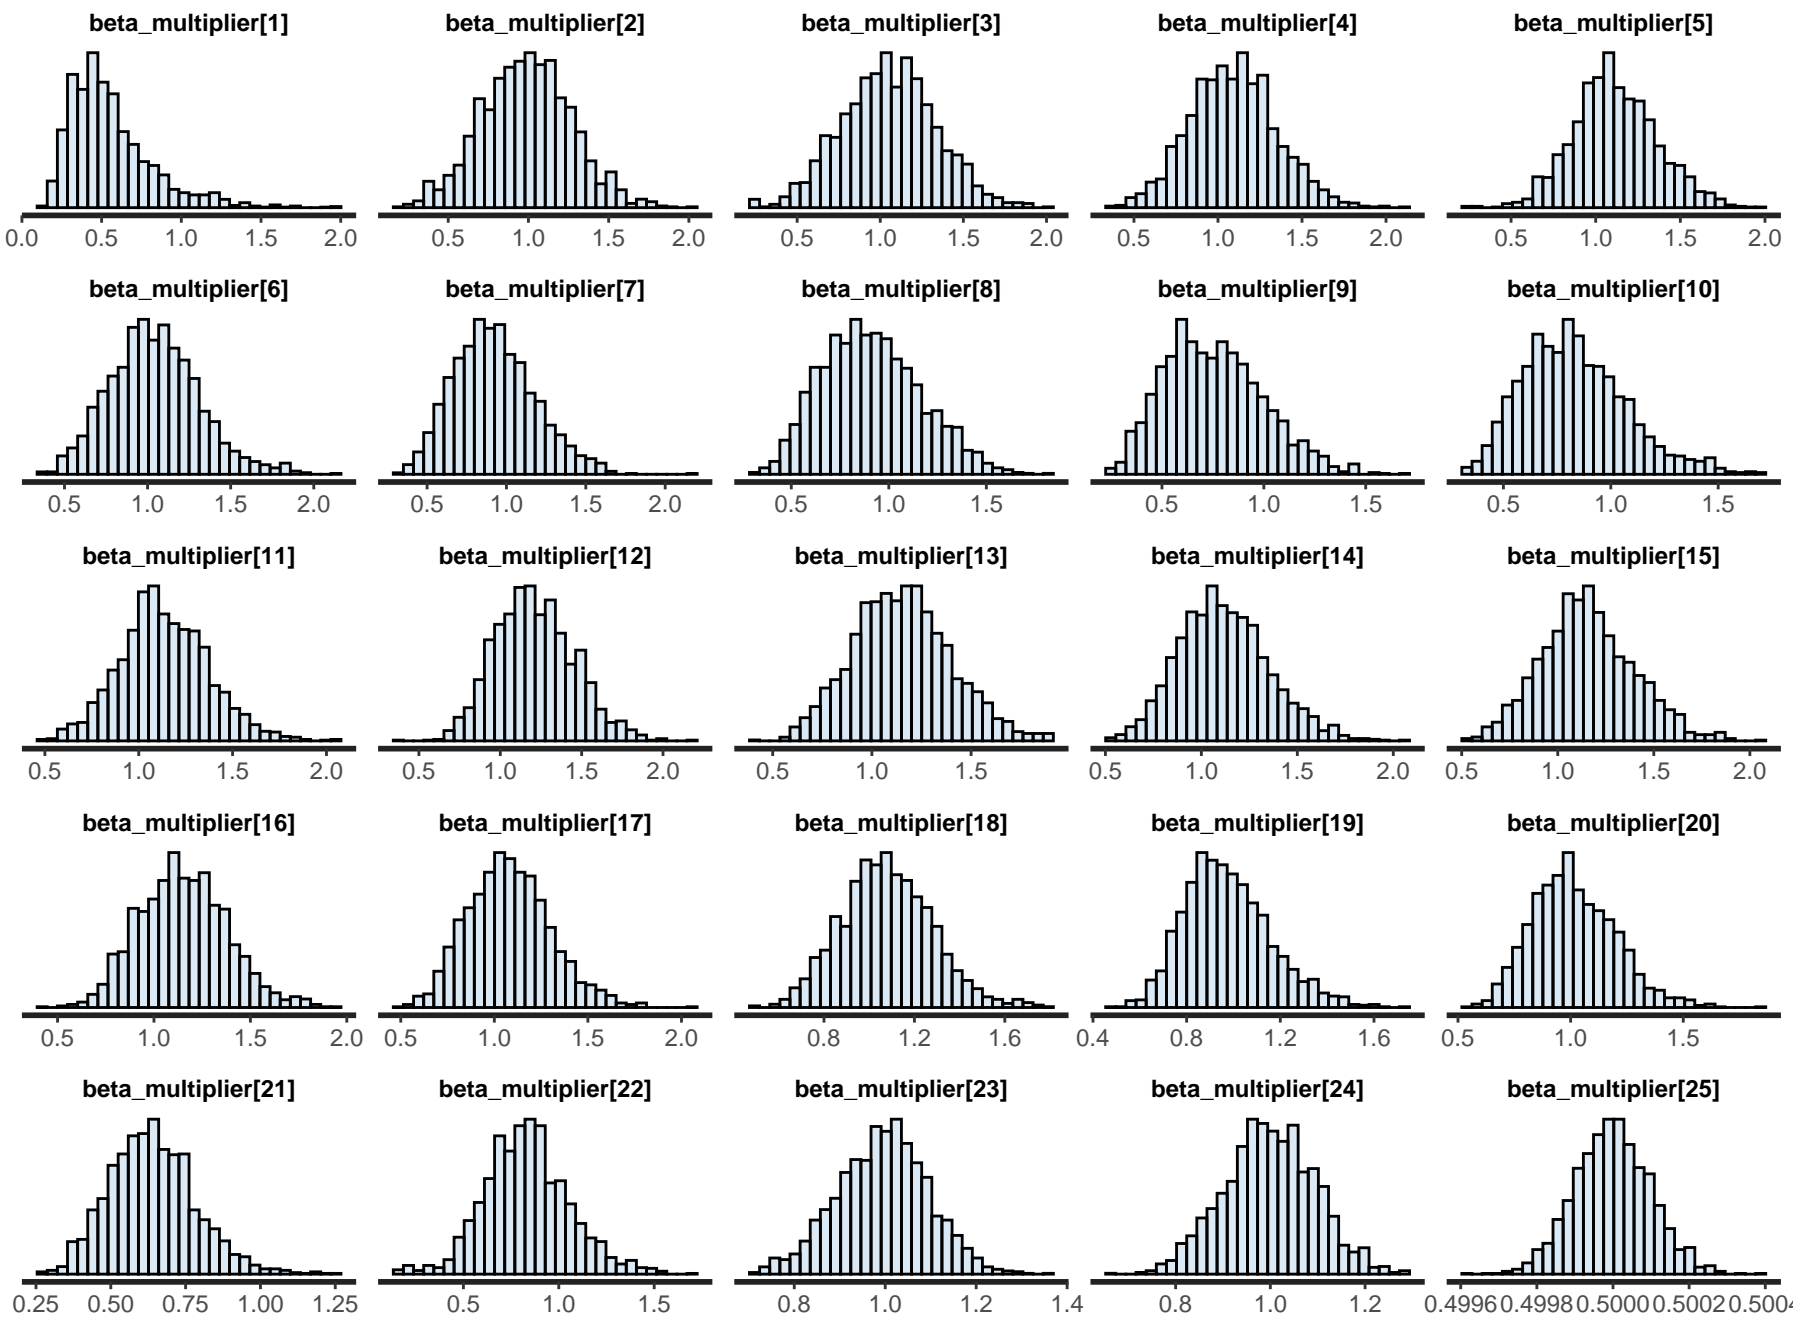 beta_multiplier[1] beta_multiplier[2] beta_multiplier[3] beta_multiplier[4] beta_multiplier[5]
0.0 0.5 1.0 1.5 2.0 0.5 1.0 1.5 2.0 0.5 1.0 1.5 2.0 0.5 1.0 1.5 2.0 0.5 1.0 1.5 2.0
beta_multiplier[6] beta_multiplier[7] beta_multiplier[8] beta_multiplier[9] beta_multiplier[10]
0.5 1.0 1.5 2.0 0.5 1.0 1.5 2.0 0.5 1.0 1.5 0.5 1.0 1.5 0.5 1.0 1.5
beta_multiplier[11] beta_multiplier[12] beta_multiplier[13] beta_multiplier[14] beta_multiplier[15]
0.5 1.0 1.5 2.0 0.5 1.0 1.5 2.0 0.5 1.0 1.5 0.5 1.0 1.5 2.0 0.5 1.0 1.5 2.0
beta_multiplier[16] beta_multiplier[17] beta_multiplier[18] beta_multiplier[19] beta_multiplier[20]
0.5 1.0 1.5 2.0 0.5 1.0 1.5 2.0 0.8 1.2 1.6 0.4 0.8 1.2 1.6 0.5 1.0 1.5
beta_multiplier[21] beta_multiplier[22] beta_multiplier[23] beta_multiplier[24] beta_multiplier[25]
0.25 0.50 0.75 1.00 1.25 0.5 1.0 1.5 0.8 1.0 1.2 1.4 0.8 1.0 1.2 0.4996 0.4998 0.5000 0.5002 0.5004